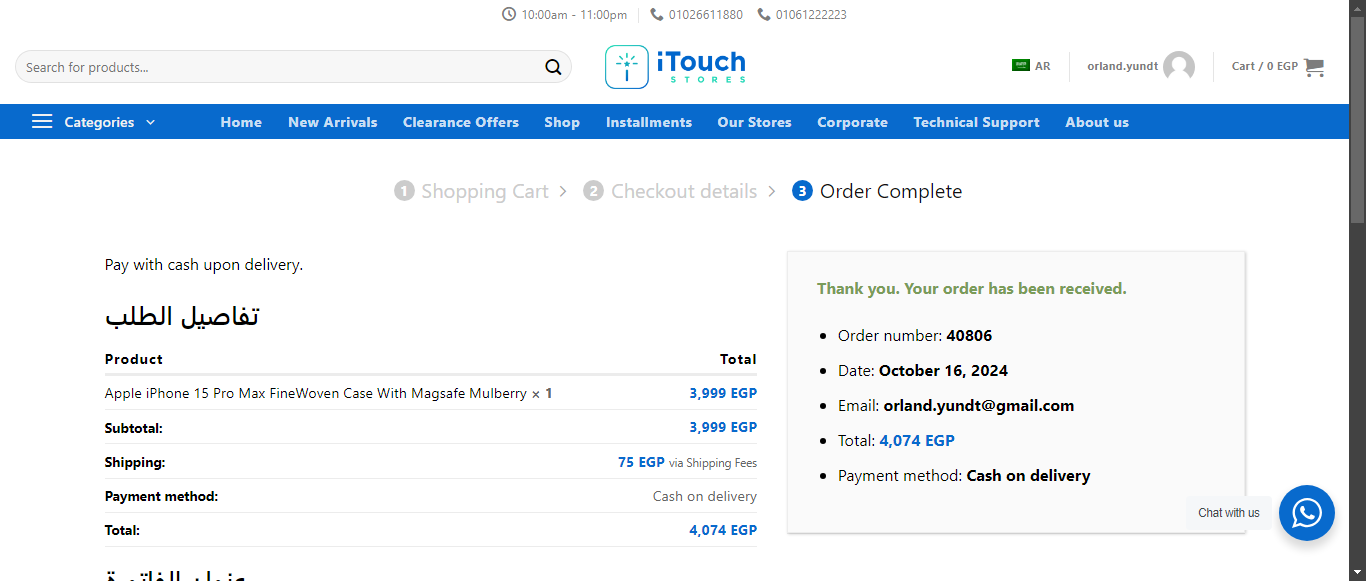 10:00am - 11:00pm 01026611880 01061222223
Search for products...
iTouch
STORES
AR
orland.yundt
Cart / 0 EGP
Categories Home New Arrivals Clearance Offers Shop Installments Our Stores Corporate Technical Support About us
1 Shopping Cart 2 Checkout details 3 Order Complete
Pay with cash upon delivery.
تفاصيل الطلب
Product Total
Apple iPhone 15 Pro Max FineWoven Case With Magsafe Mulberry × 1 3,999 EGP
Subtotal: 3,999 EGP
Shipping: 75 EGP via Shipping Fees
Payment method: Cash on delivery
Total: 4,074 EGP
عنوان الفاتورة
Thank you. Your order has been received.
Order number: 40806
Date: October 16, 2024
Email: orland.yundt@gmail.com
Total: 4,074 EGP
Payment method: Cash on delivery
Chat with us